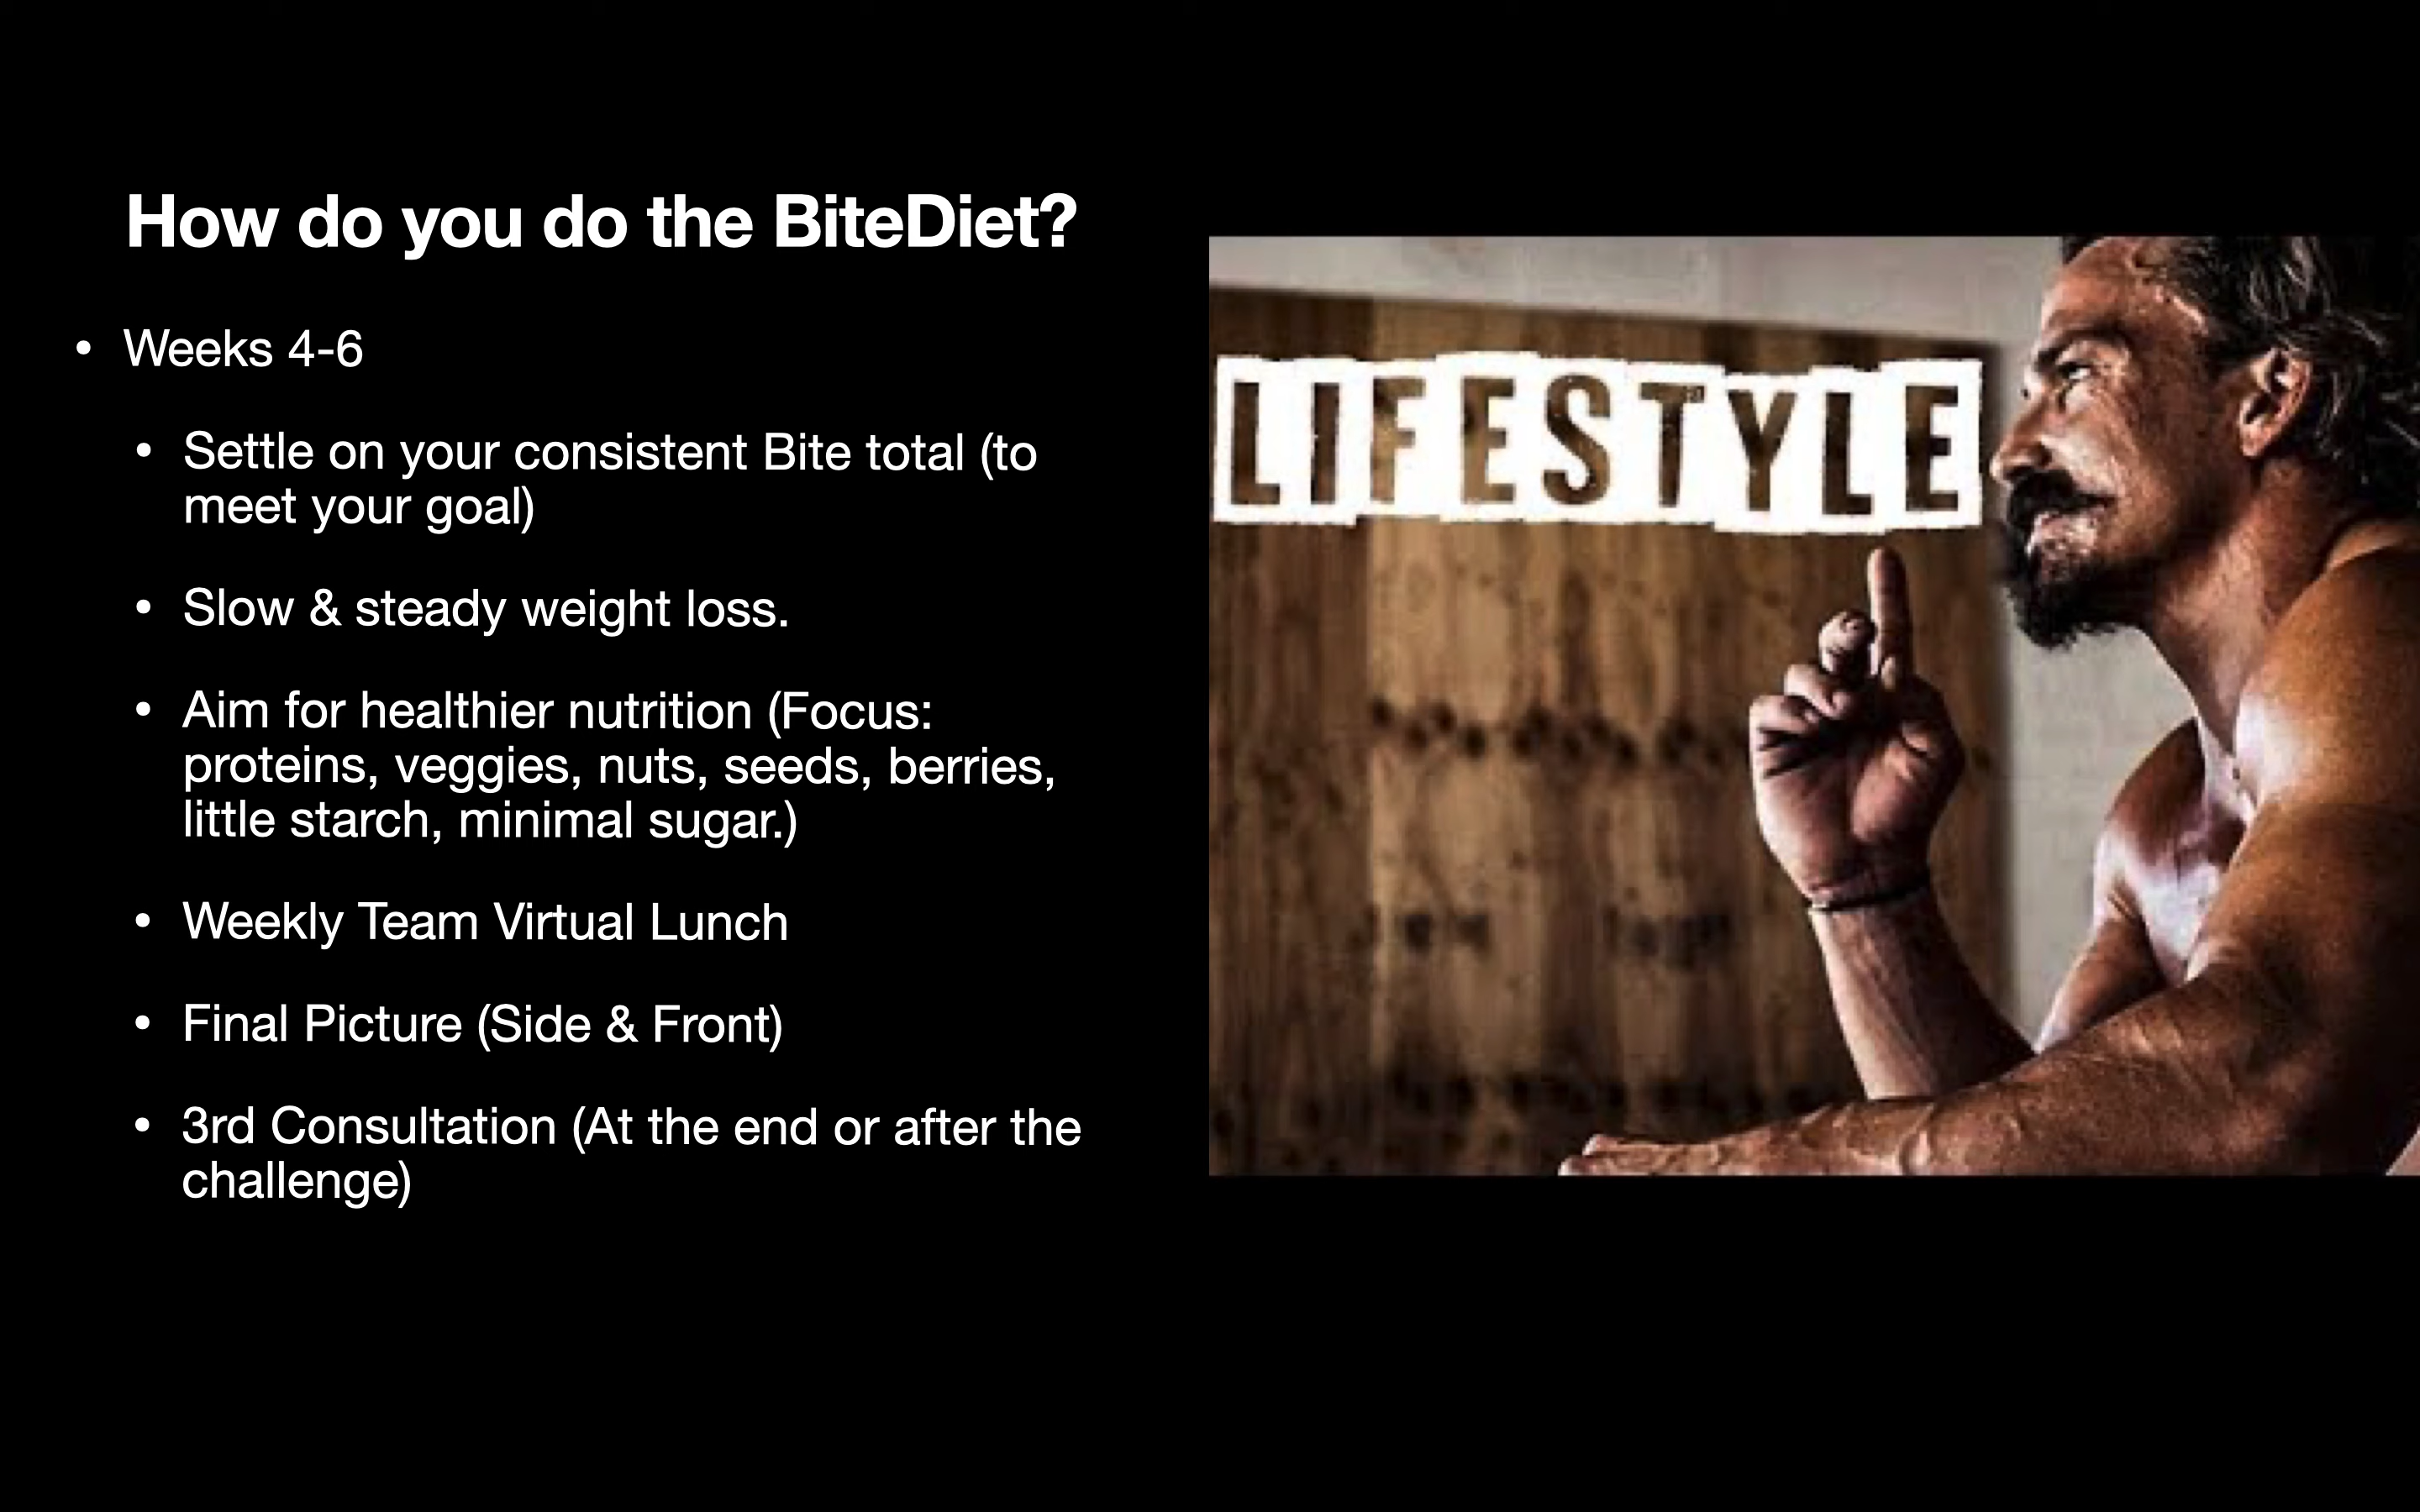 How do you do the BiteDiet?
• Weeks 4-6
• Settle on your consistent Bite total (to
meet your goal)
• Slow & steady weight loss.
• Aim for healthier nutrition (Focus:
proteins, veggies, nuts, seeds, berries,
little starch, minimal sugar.)
• Weekly Team Virtual Lunch
• Final Picture (Side & Front)
• 3rd Consultation (At the end or after the
challenge)
LIFESTYLE